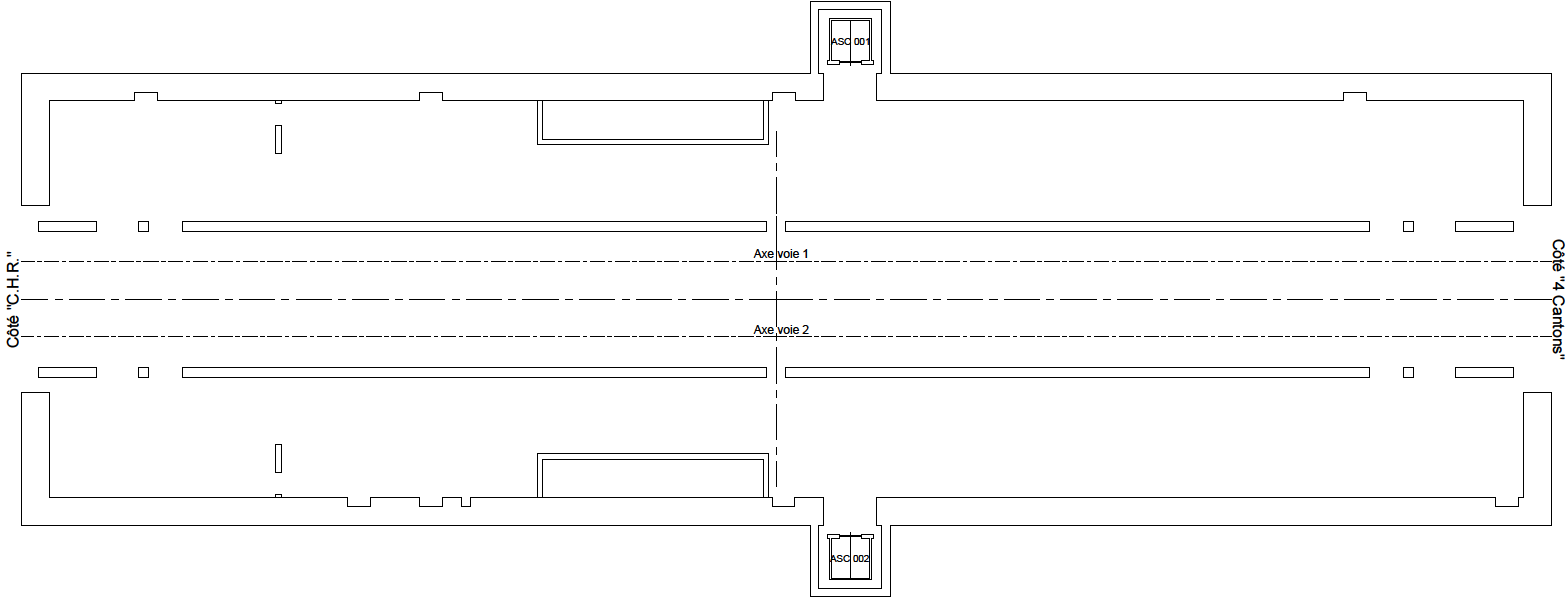 ASC 001
Axe voie 1
Côté "C.H.R."
Côté "4 Cantons"
Axe voie 2
ASC 002